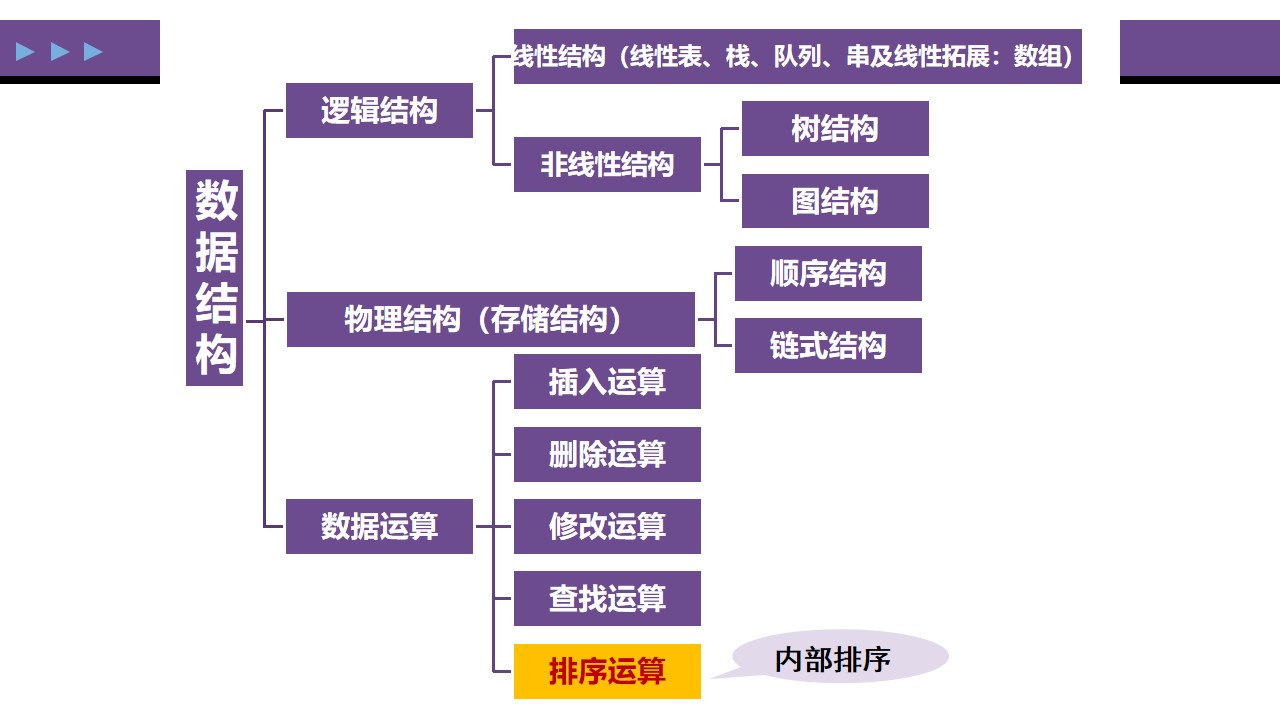 数据结构
逻辑结构
线性结构（线性表、栈、队列、串及线性拓展：数组）
非线性结构
树结构
图结构
物理结构（存储结构）
顺序结构
链式结构
数据运算
插入运算
删除运算
修改运算
查找运算
排序运算
内部排序